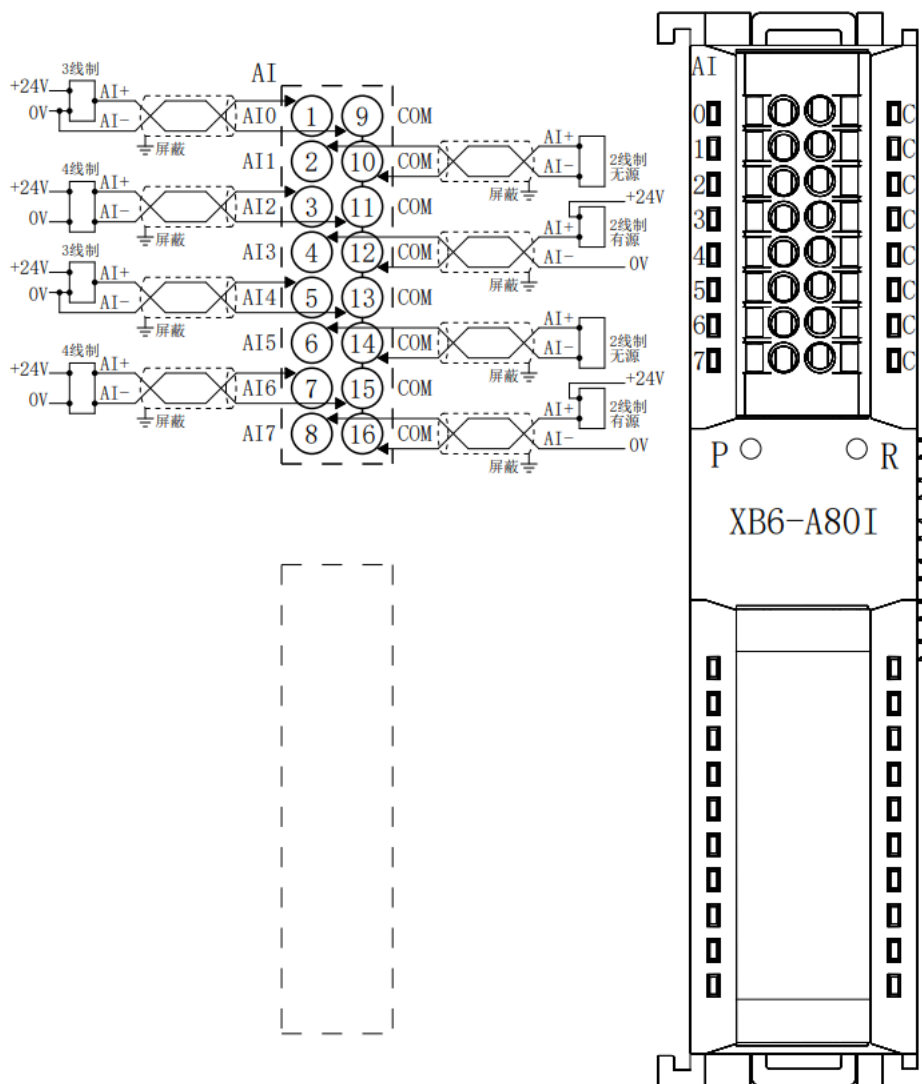 AI
3线制
+24V
AI+
0V
AI-
屏蔽
AI0
1
9
COM
AI1
2
10
COM
AI+
AI-
2线制
无源
屏蔽
4线制
+24V
AI+
0V
AI-
屏蔽
AI2
3
11
COM
AI3
4
12
COM
+24V
AI+
2线制
有源
AI-
0V
屏蔽
3线制
+24V
AI+
0V
AI-
屏蔽
AI4
5
13
COM
AI5
6
14
COM
AI+
AI-
2线制
无源
屏蔽
4线制
+24V
AI+
0V
AI-
屏蔽
AI6
7
15
COM
AI7
8
16
COM
+24V
AI+
2线制
有源
AI-
0V
屏蔽
AI
0 C
1 C
2 C
3 C
4 C
5 C
6 C
7 C
P R
XB6-A80I